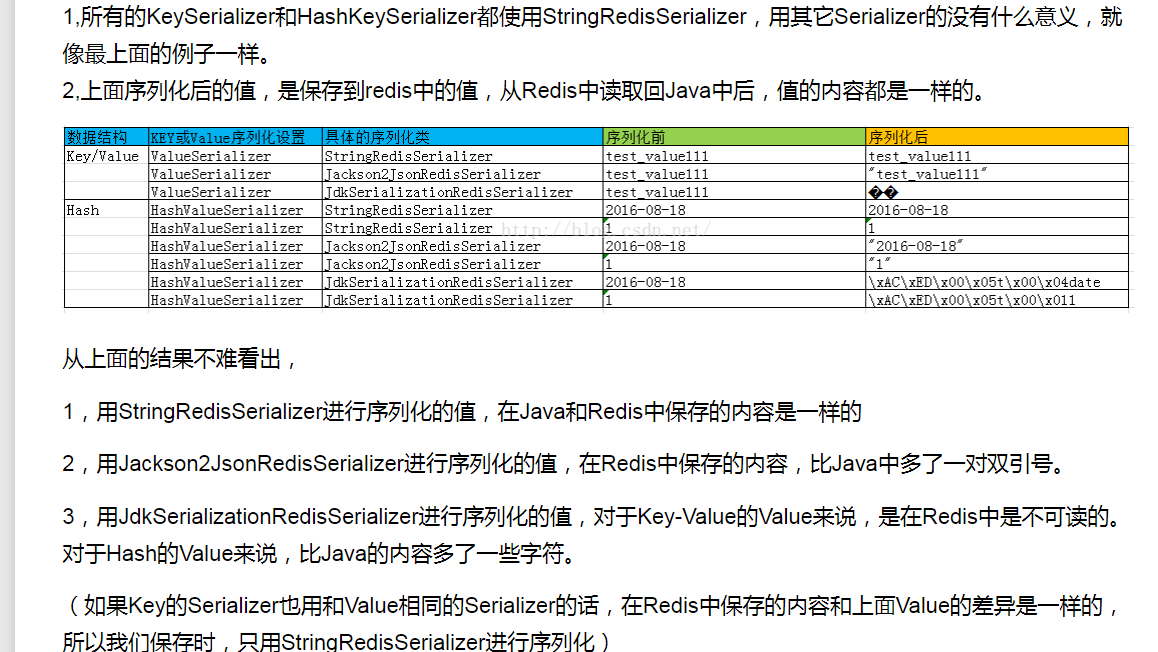 1,所有的KeySerializer和HashKeySerializer都使用StringRedisSerializer，用其它Serializer的没有什么意义，就
像最上面的例子一样。
2,上面序列化后的值，是保存到redis中的值，从Redis中读取回Java中后，值的内容都是一样的。
数据结构 KEY或Value序列化设置 具体的序列化类 序列化前 序列化后
Key/Value ValueSerializer StringRedisSerializer test_value111 test_value111
ValueSerializer Jackson2JsonRedisSerializer test_value111 "test_value111"
ValueSerializer JdkSerializationRedisSerializer test_value111 ��
Hash HashValueSerializer StringRedisSerializer 2016-08-18 2016-08-18
HashValueSerializer StringRedisSerializer 1 1
http://blog.csdn.net/
HashValueSerializer Jackson2JsonRedisSerializer 2016-08-18 "2016-08-18"
HashValueSerializer Jackson2JsonRedisSerializer 1 "1"
HashValueSerializer JdkSerializationRedisSerializer 2016-08-18 \xAC\xED\x00\x05t\x00\x04date
HashValueSerializer JdkSerializationRedisSerializer 1 \xAC\xED\x00\x05t\x00\x011
从上面的结果不难看出，
1，用StringRedisSerializer进行序列化的值，在Java和Redis中保存的内容是一样的
2，用Jackson2JsonRedisSerializer进行序列化的值，在Redis中保存的内容，比Java中多了一对双引号。
3，用JdkSerializationRedisSerializer进行序列化的值，对于Key-Value的Value来说，是在Redis中是不可读的。
对于Hash的Value来说，比Java的内容多了一些字符。
（如果Key的Serializer也用和Value相同的Serializer的话，在Redis中保存的内容和上面Value的差异是一样的，
所以我们保存时，只用StringRedisSerializer进行序列化）